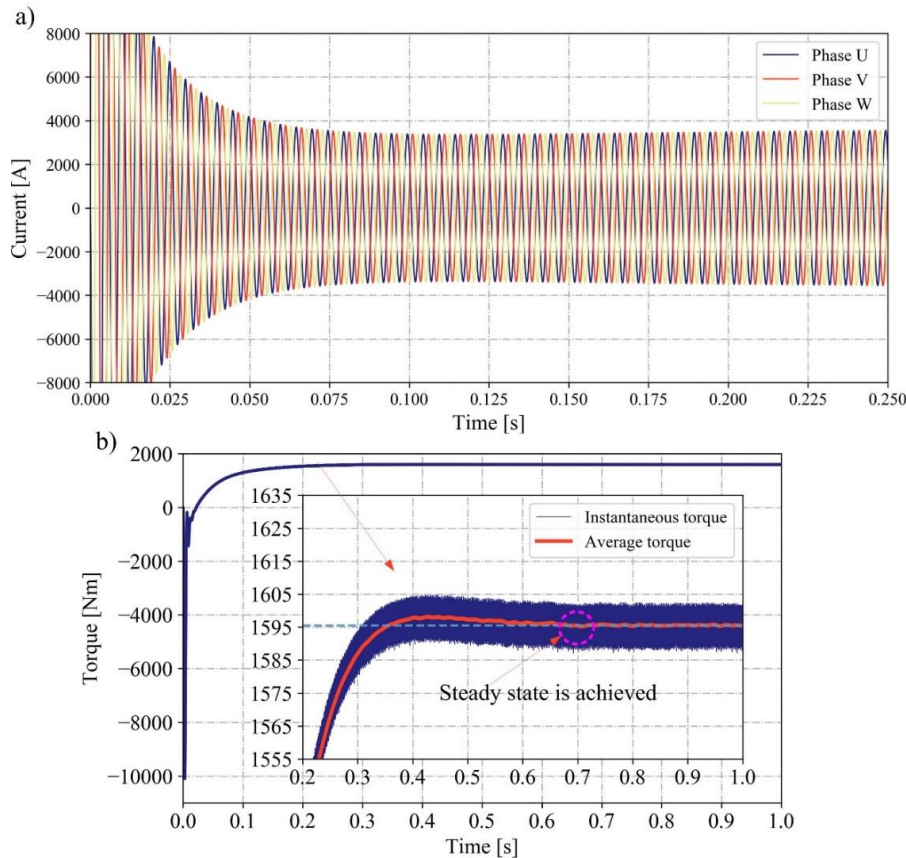 a)
8000
6000
4000
2000
0
−2000
−4000
−6000
−8000
Current [A]
Phase U
Phase V
Phase W
0.000 0.025 0.050 0.075 0.100 0.125 0.150 0.175 0.200 0.225 0.250
Time [s]
b)
2000
0
−2000
−4000
−6000
−8000
−10000
Torque [Nm]
1635
1625
1615
1605
1595
1585
1575
1565
1555
Instantaneous torque
Average torque
Steady state is achieved
0.2 0.3 0.4 0.5 0.6 0.7 0.8 0.9 1.0
0.0 0.1 0.2 0.3 0.4 0.5 0.6 0.7 0.8 0.9 1.0
Time [s]